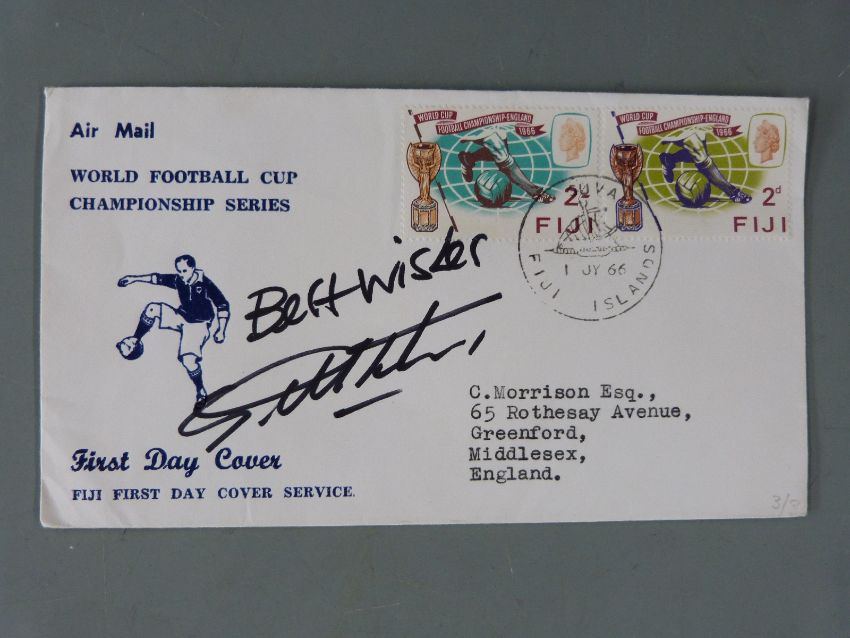 Air Mail
WORLD FOOTBALL CUP
CHAMPIONSHIP SERIES
WORLD CUP
FOOTBALL CHAMPIONSHIP-ENGLAND
1966
2d
FIJI
WORLD CUP
FOOTBALL CHAMPIONSHIP-ENGLAND
1966
2d
FIJI
SUVA
1 JY 66
FIJI ISLANDS
Best Wishes
C.Morrison Esq.,
65 Rothesay Avenue,
Greenford,
Middlesex,
England.
First Day Cover
FIJI FIRST DAY COVER SERVICE.